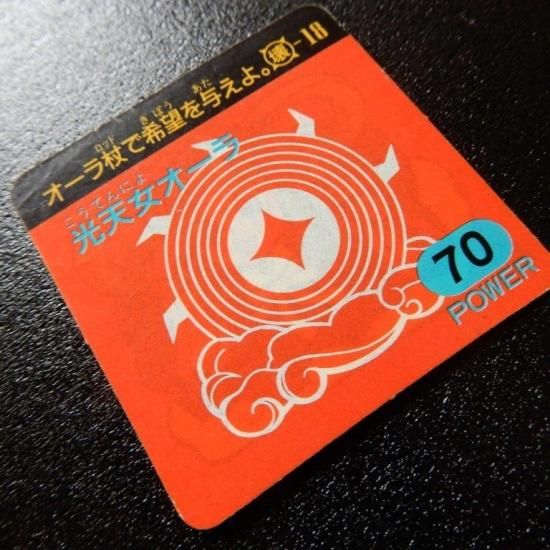 オーラ杖で希望を与えよ。壊-18
ロッド きぼう あた
こうてんにょ
光天女オーラ
70
POWER